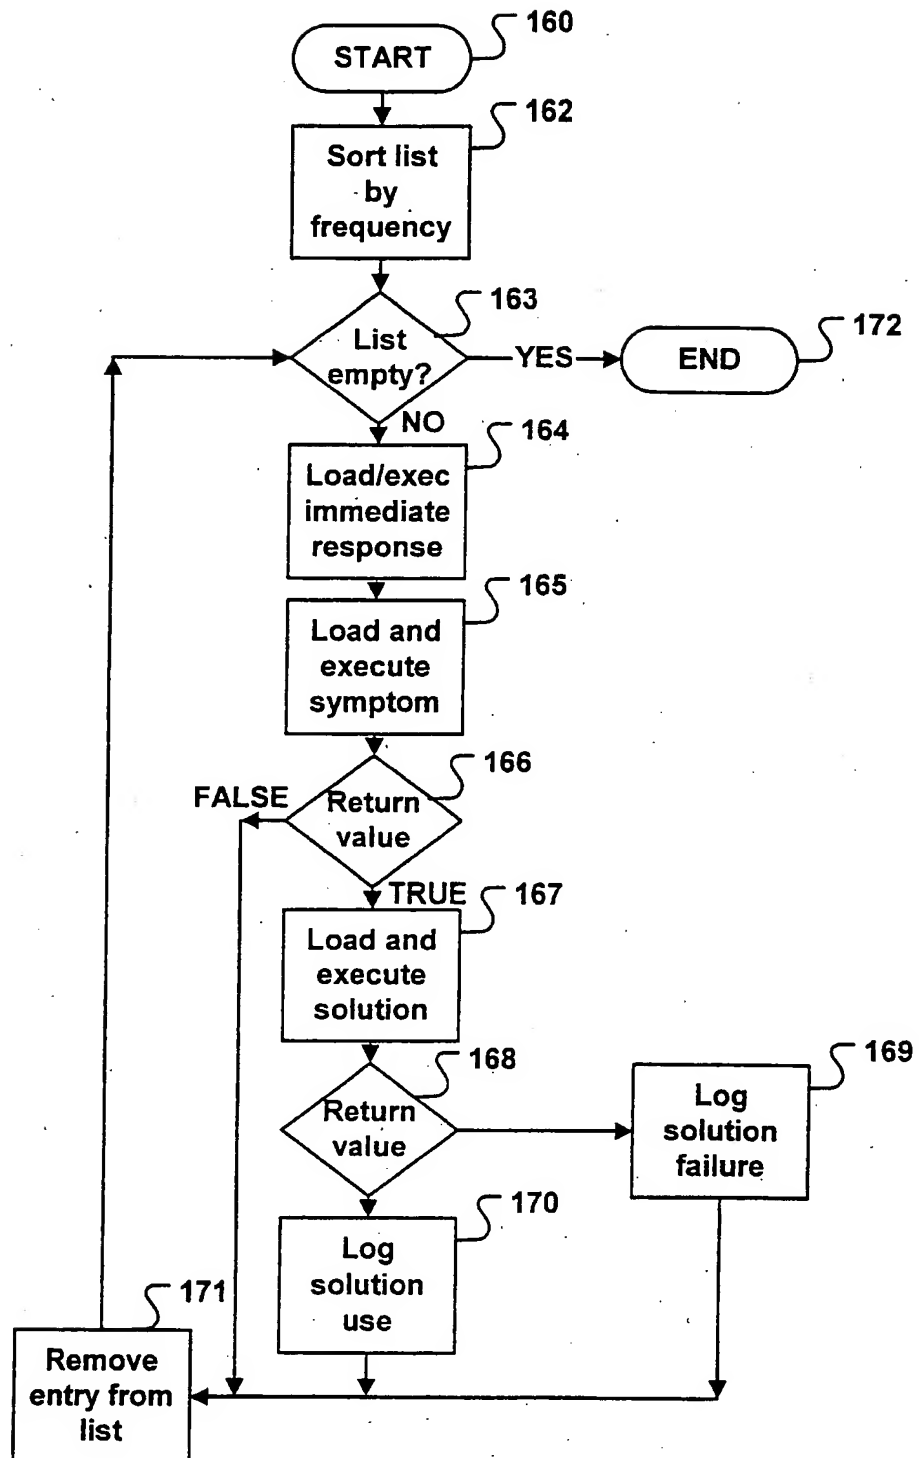 160
START
162
Sort list
by
frequency
163
List
empty?
YES
172
END
NO
164
Load/exec
immediate
response
165
Load and
execute
symptom
166
FALSE
Return
value
TRUE
167
Load and
execute
solution
168
Return
value
169
Log
solution
failure
170
Log
solution
use
171
Remove
entry from
list